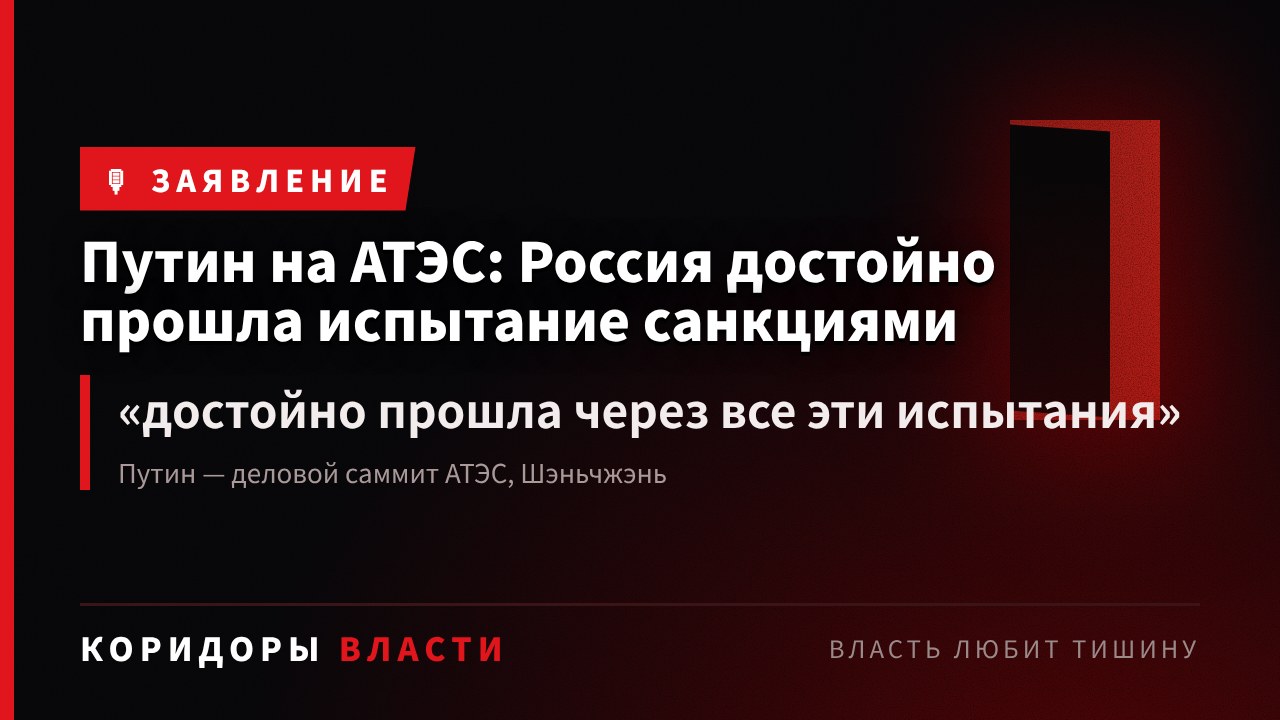 ЗАЯВЛЕНИЕ
Путин на АТЭС: Россия достойно
прошла испытание санкциями
«достойно прошла через все эти испытания»
Путин — деловой саммит АТЭС, Шэньчжэнь
КОРИДОРЫ ВЛАСТИ
ВЛАСТЬ ЛЮБИТ ТИШИНУ